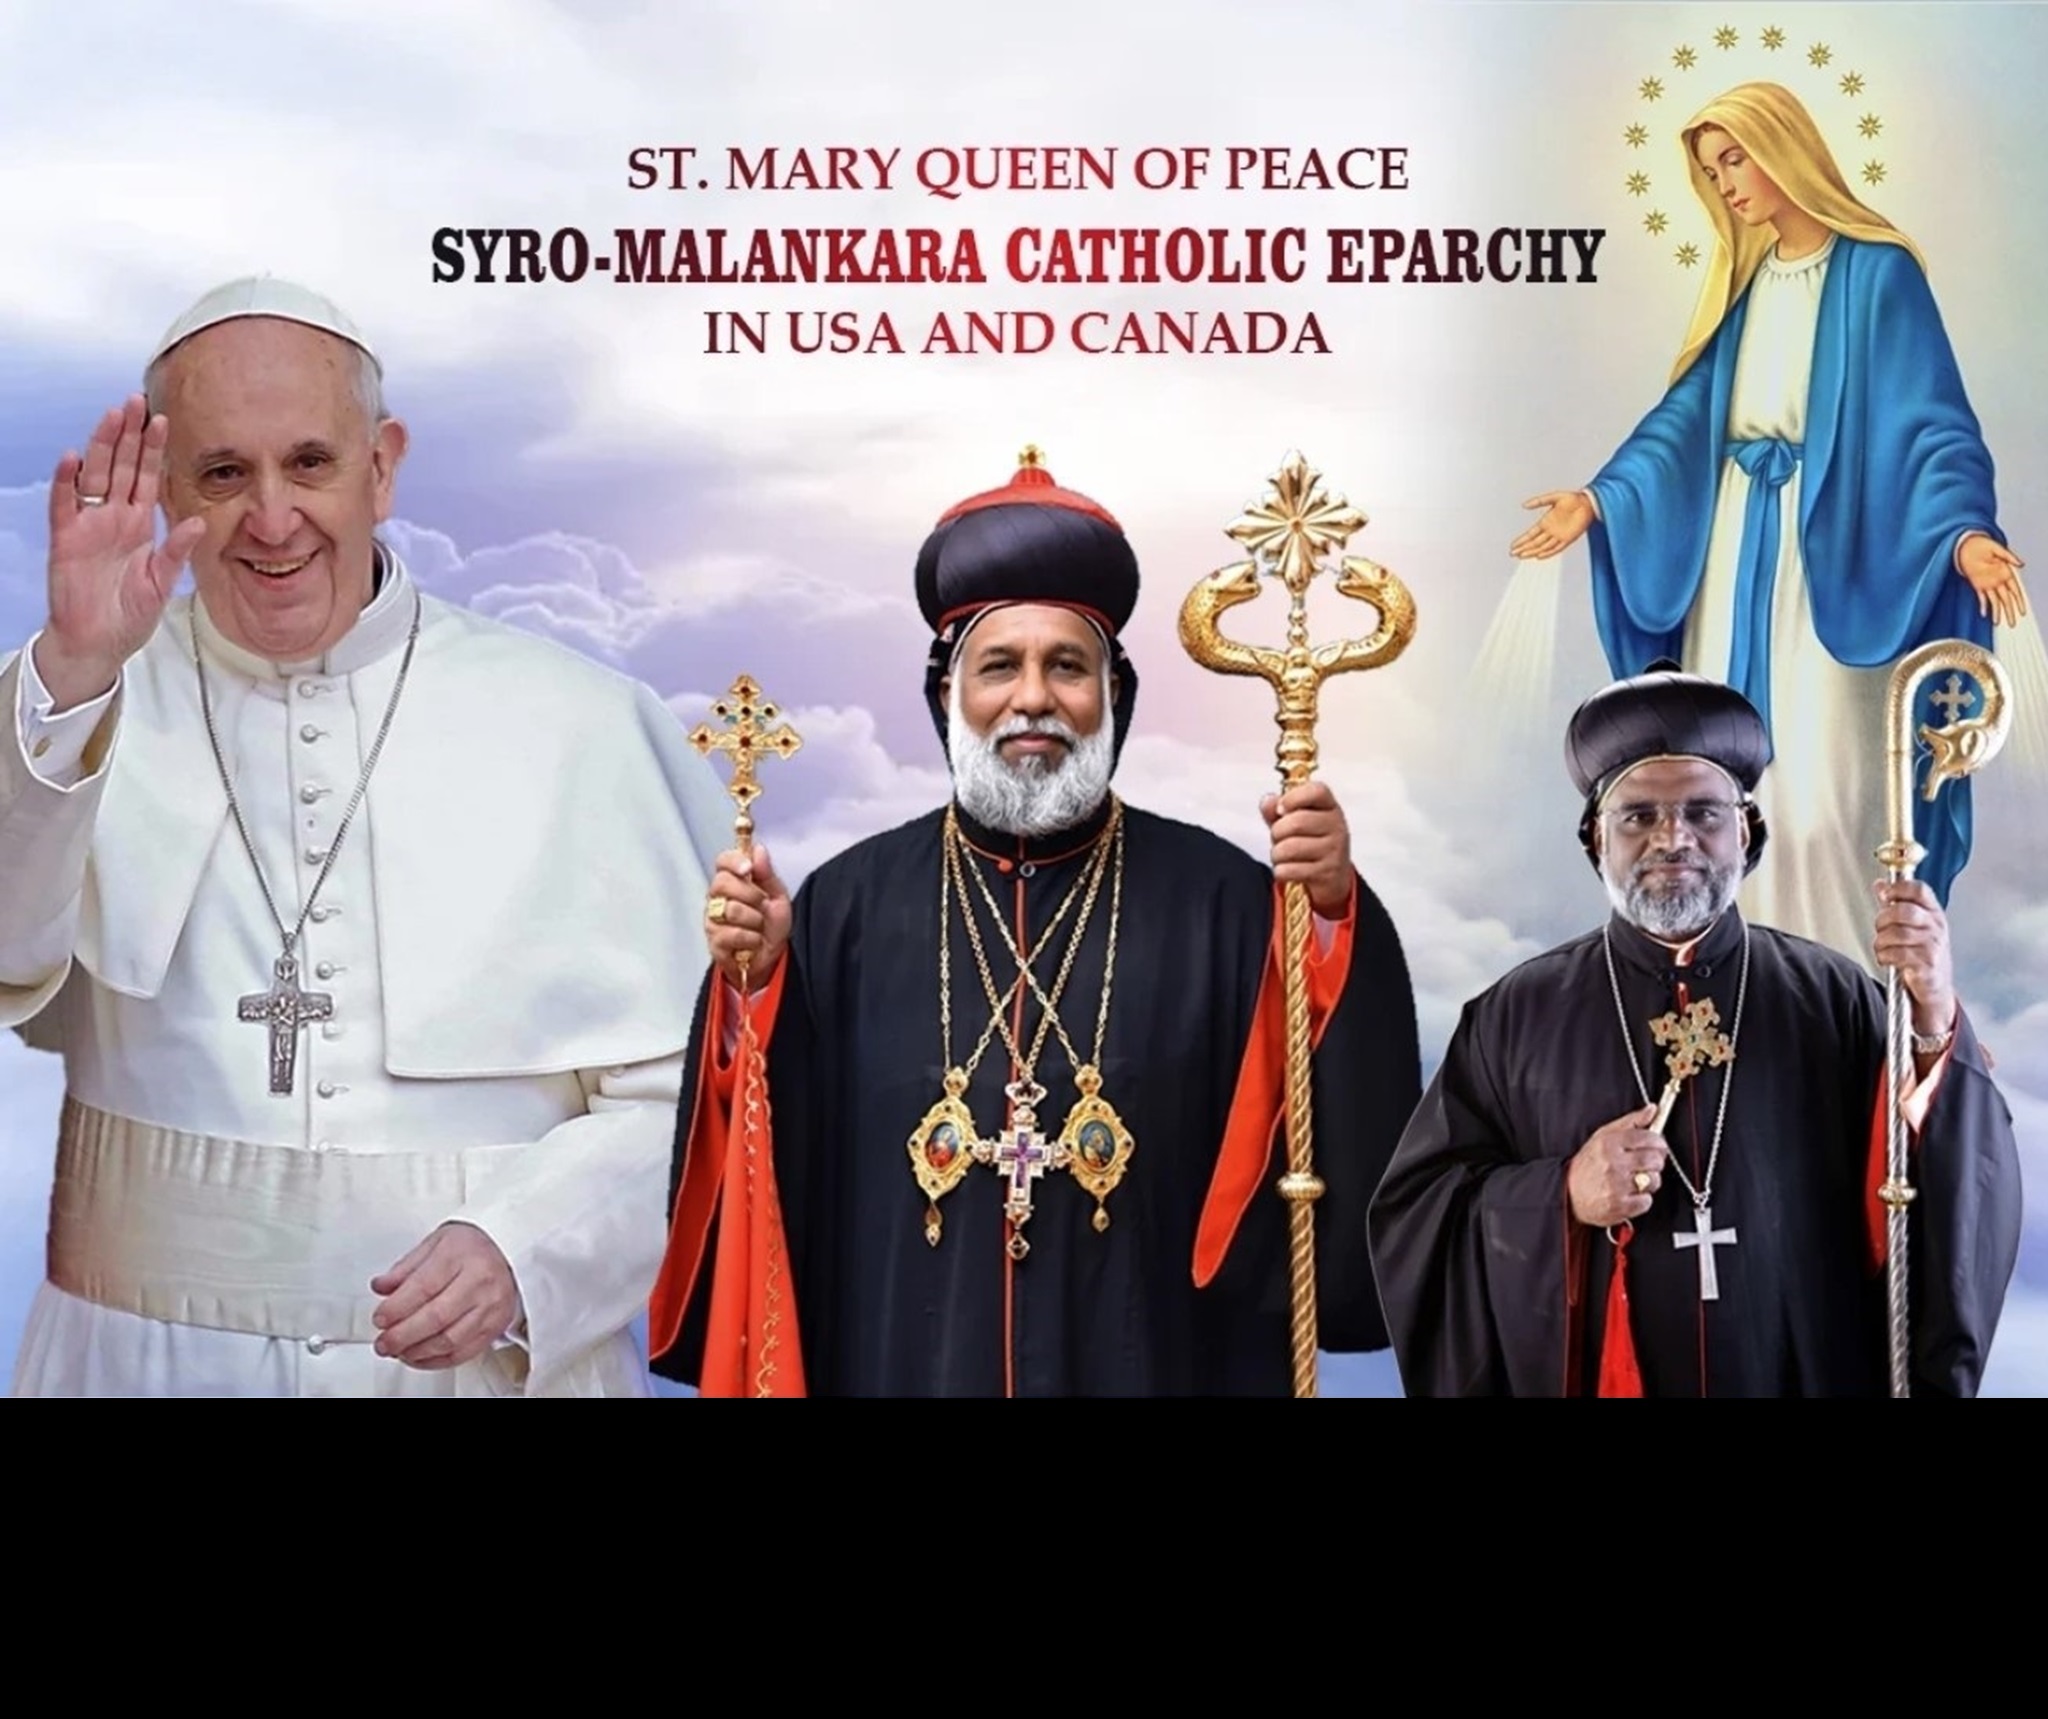 ST. MARY QUEEN OF PEACE
SYRO-MALANKARA CATHOLIC EPARCHY
IN USA AND CANADA